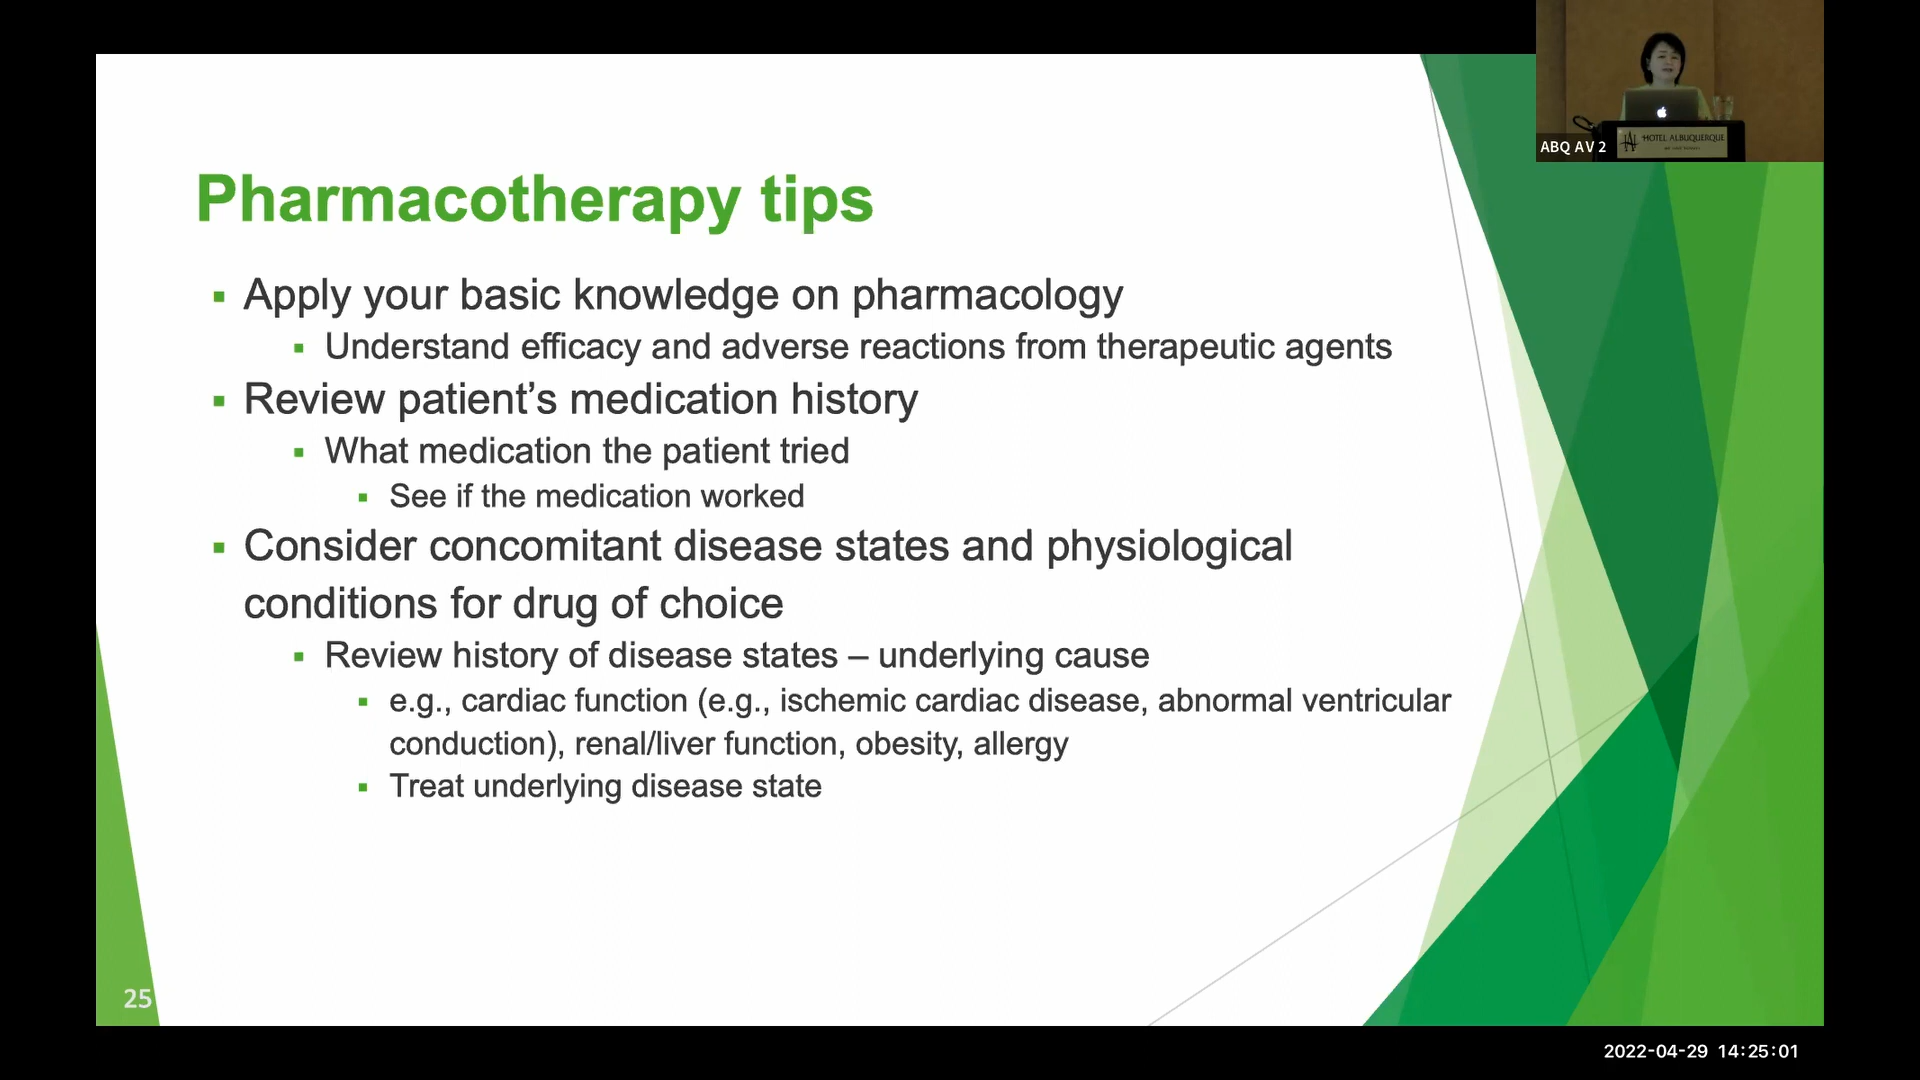 ABQ AV 2
HOTEL ALBUQUERQUE
Pharmacotherapy tips
▪ Apply your basic knowledge on pharmacology
▪ Understand efficacy and adverse reactions from therapeutic agents
▪ Review patient’s medication history
▪ What medication the patient tried
▪ See if the medication worked
▪ Consider concomitant disease states and physiological
conditions for drug of choice
▪ Review history of disease states – underlying cause
▪ e.g., cardiac function (e.g., ischemic cardiac disease, abnormal ventricular
conduction), renal/liver function, obesity, allergy
▪ Treat underlying disease state
25
2022-04-29 14:25:01